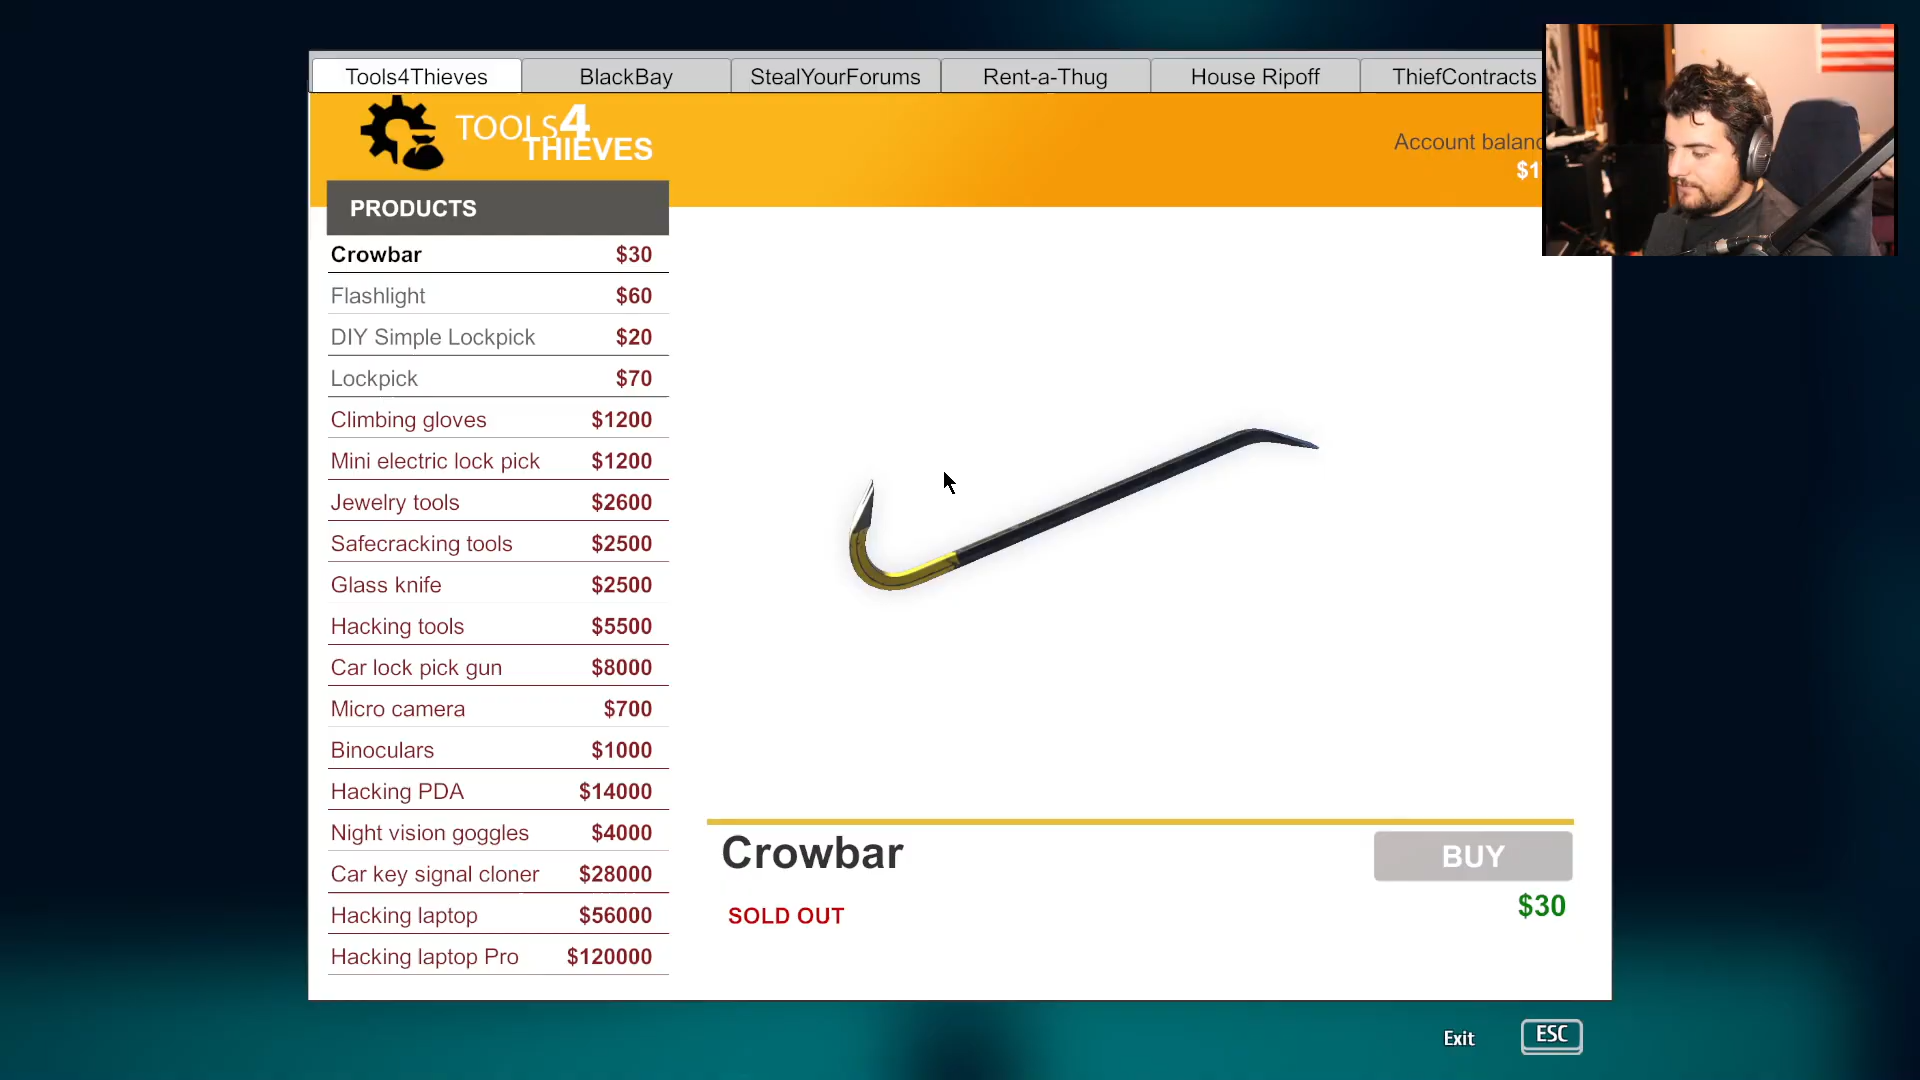 Tools4Thieves
BlackBay
StealYourForums
Rent-a-Thug
House Ripoff
ThiefContracts
TOOLS4
THIEVES
Account balanc
$1
PRODUCTS
Crowbar $30
Flashlight $60
DIY Simple Lockpick $20
Lockpick $70
Climbing gloves $1200
Mini electric lock pick $1200
Jewelry tools $2600
Safecracking tools $2500
Glass knife $2500
Hacking tools $5500
Car lock pick gun $8000
Micro camera $700
Binoculars $1000
Hacking PDA $14000
Night vision goggles $4000
Car key signal cloner $28000
Hacking laptop $56000
Hacking laptop Pro $120000
Crowbar
BUY
SOLD OUT
$30
Exit ESC